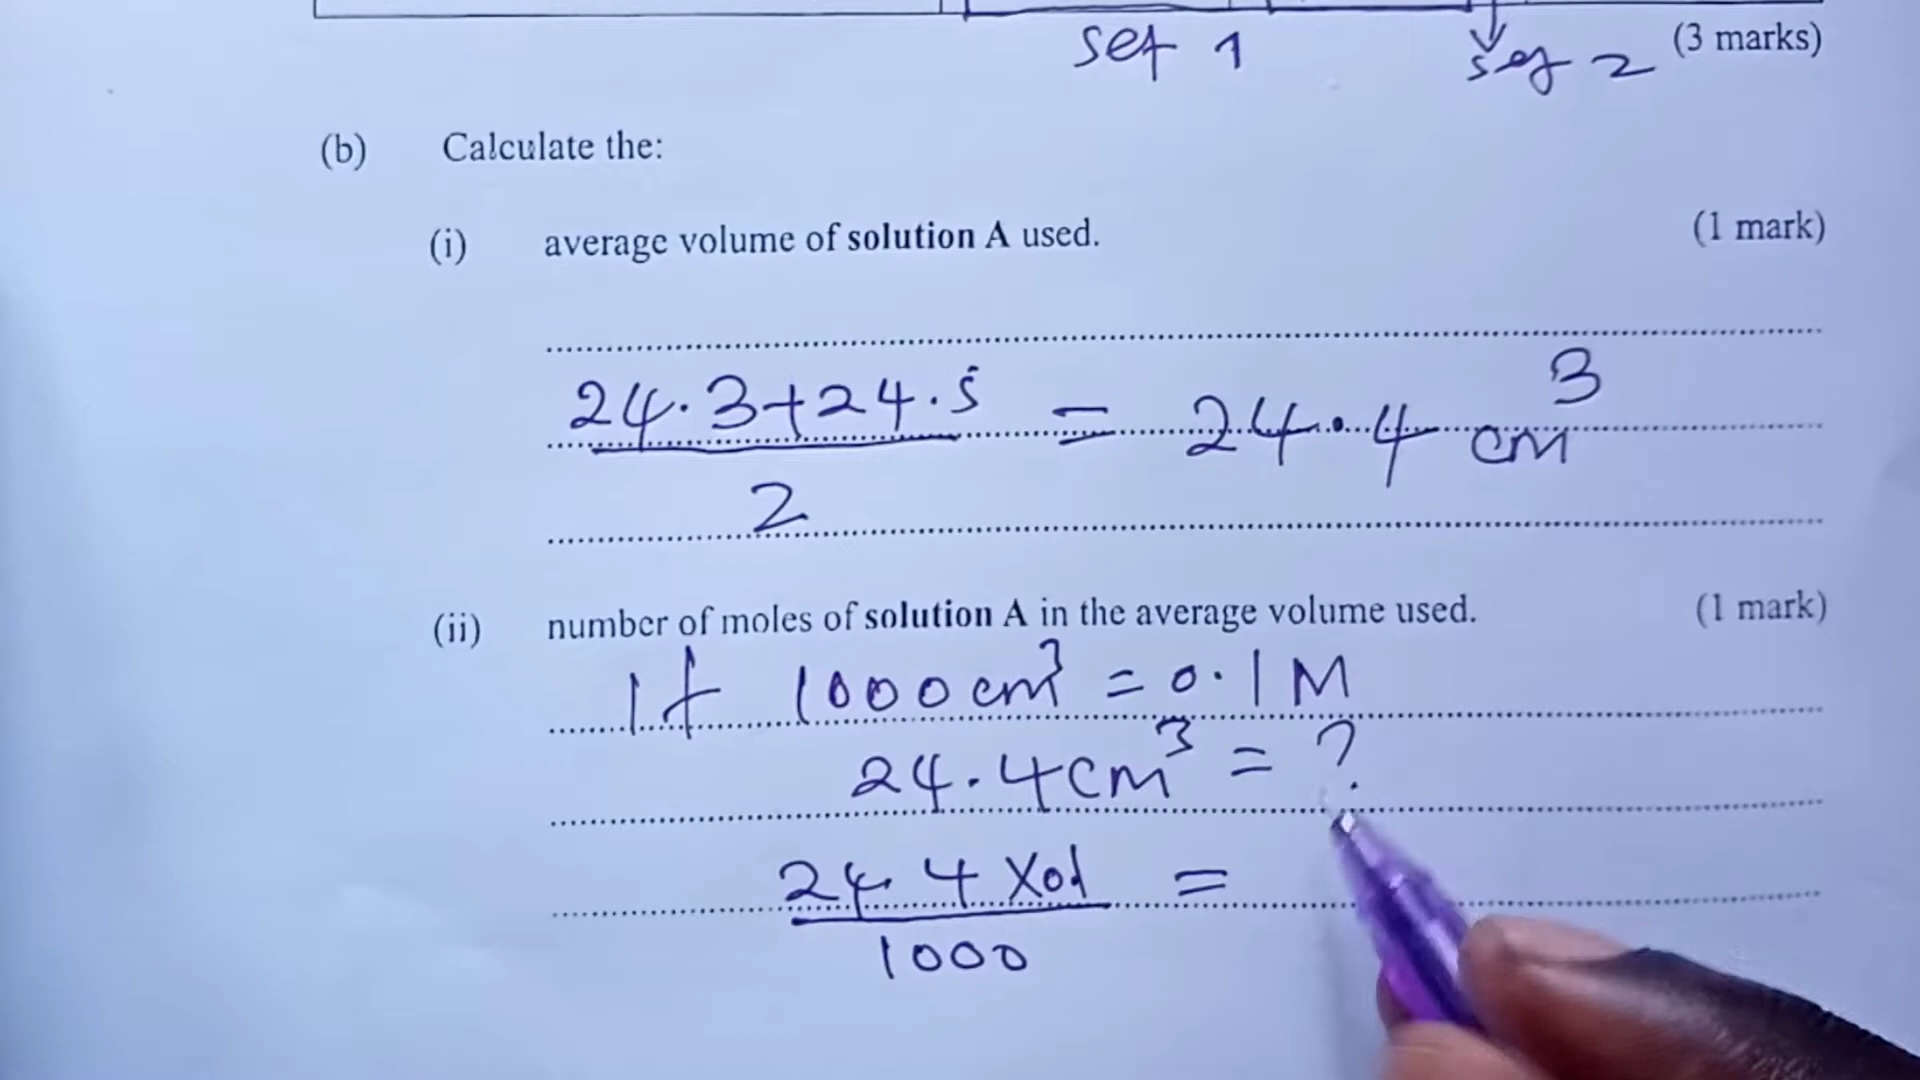 set 1
set 2 (3 marks)
(b) Calculate the:
(i) average volume of solution A used. (1 mark)
24.3+24.5 = 24.4 cm³
2
(ii) number of moles of solution A in the average volume used. (1 mark)
If 1000cm³ = 0.1M
24.4cm³ = ?
24.4 x 0.1 =
1000